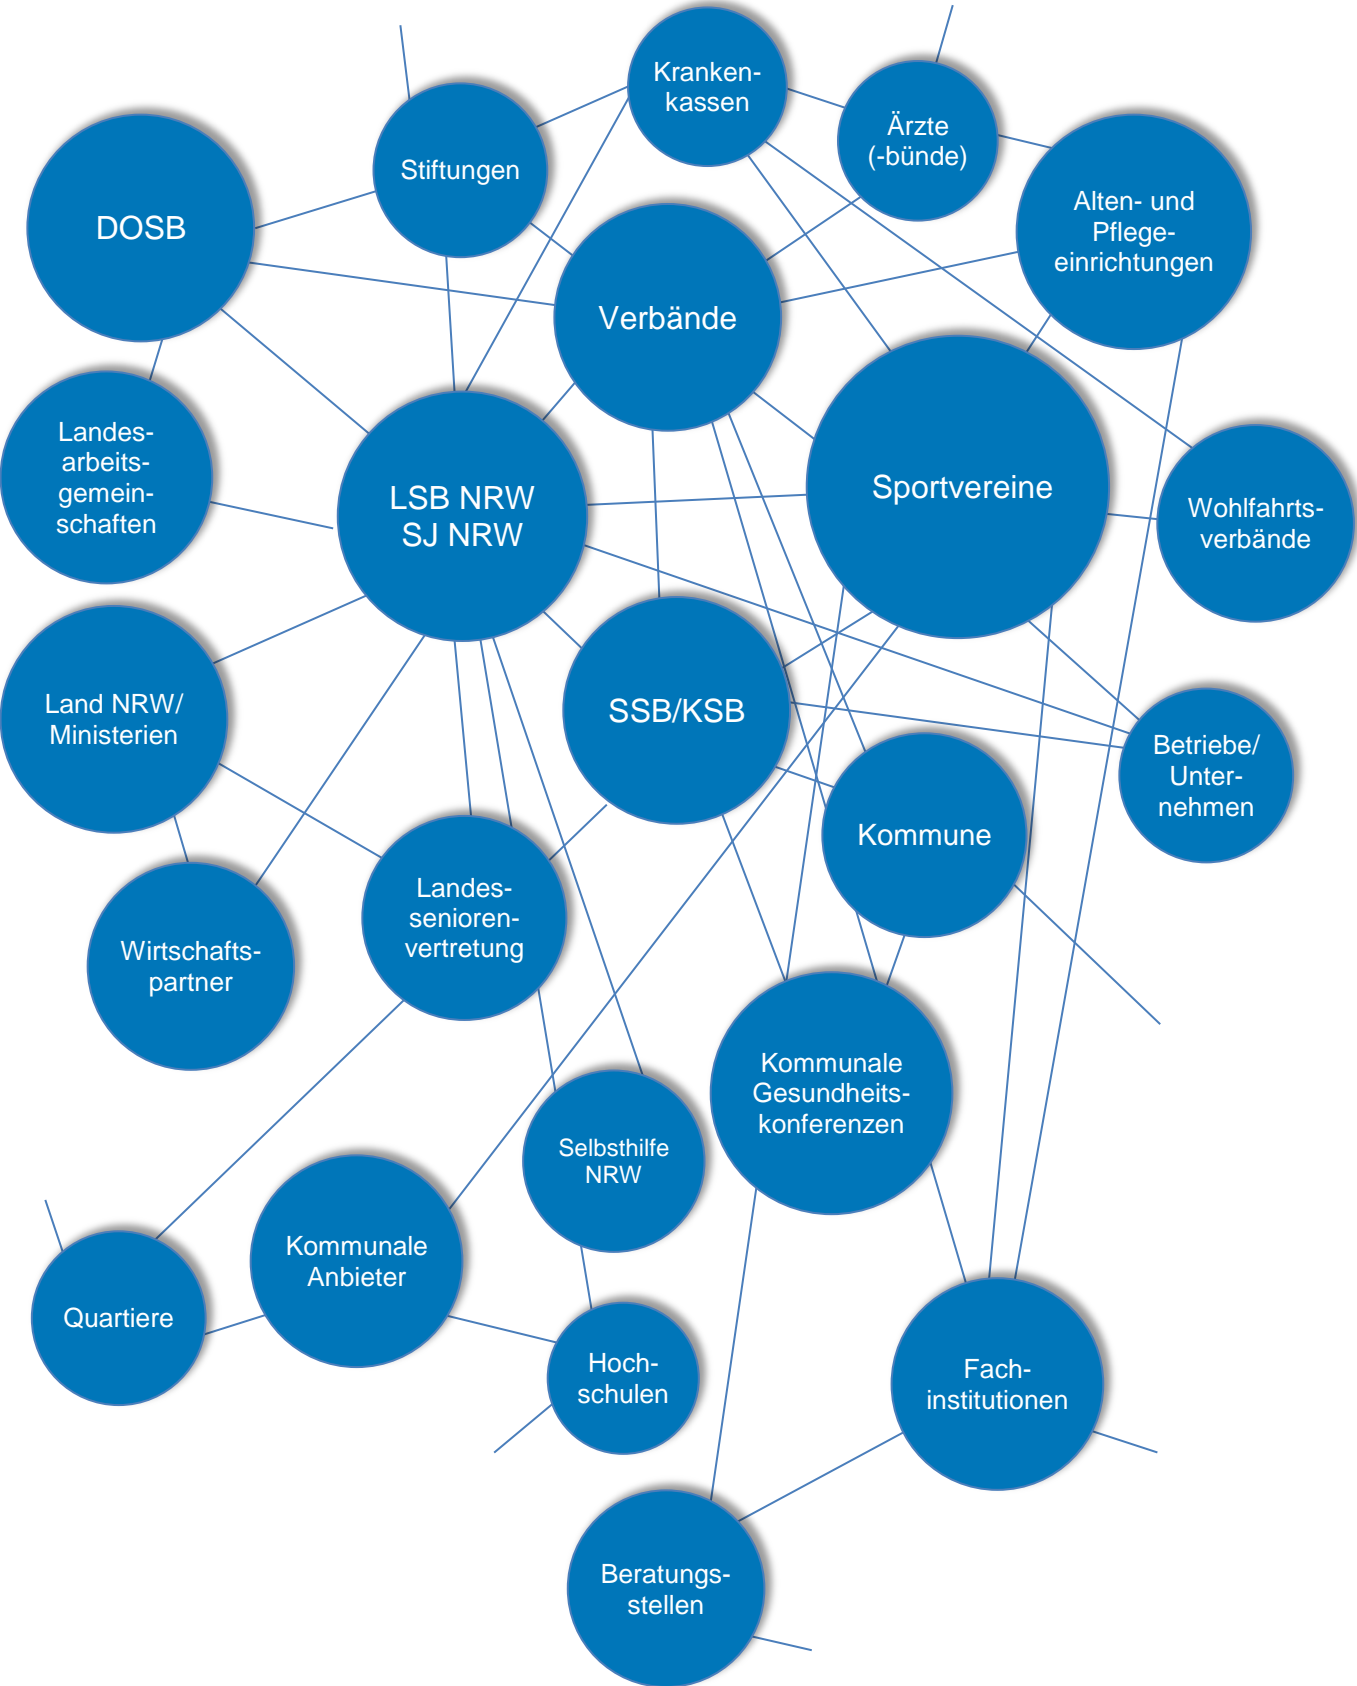 Kranken-
kassen
Ärzte
(-bünde)
Stiftungen
DOSB
Alten- und
Pflege-
einrichtungen
Verbände
Landes-
arbeits-
gemein-
schaften
LSB NRW
SJ NRW
Sportvereine
Wohlfahrts-
verbände
Land NRW/
Ministerien
SSB/KSB
Betriebe/
Unter-
nehmen
Kommune
Landes-
senioren-
vertretung
Wirtschafts-
partner
Kommunale
Gesundheits-
konferenzen
Selbsthilfe
NRW
Kommunale
Anbieter
Quartiere
Hoch-
schulen
Fach-
institutionen
Beratungs-
stellen